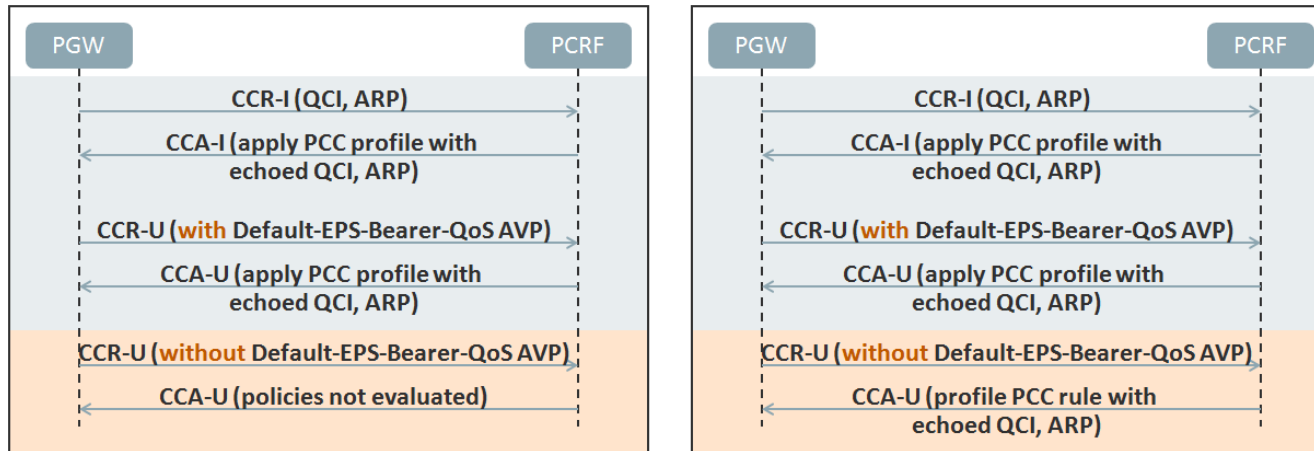 PGW
PCRF
CCR-I (QCI, ARP)
CCA-I (apply PCC profile with
echoed QCI, ARP)
CCR-U (with Default-EPS-Bearer-QoS AVP)
CCA-U (apply PCC profile with
echoed QCI, ARP)
CCR-U (without Default-EPS-Bearer-QoS AVP)
CCA-U (policies not evaluated)
PGW
PCRF
CCR-I (QCI, ARP)
CCA-I (apply PCC profile with
echoed QCI, ARP)
CCR-U (with Default-EPS-Bearer-QoS AVP)
CCA-U (apply PCC profile with
echoed QCI, ARP)
CCR-U (without Default-EPS-Bearer-QoS AVP)
CCA-U (profile PCC rule with
echoed QCI, ARP)